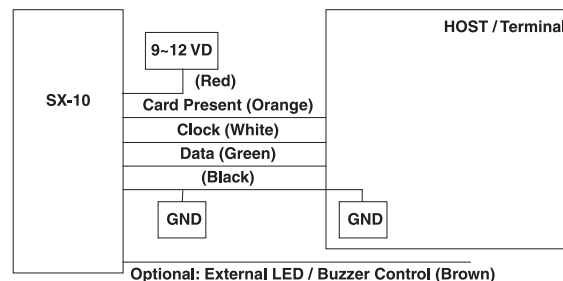 HOST / Terminal
9~12 VD
(Red)
SX-10
Card Present (Orange)
Clock (White)
Data (Green)
(Black)
GND
GND
Optional: External LED / Buzzer Control (Brown)